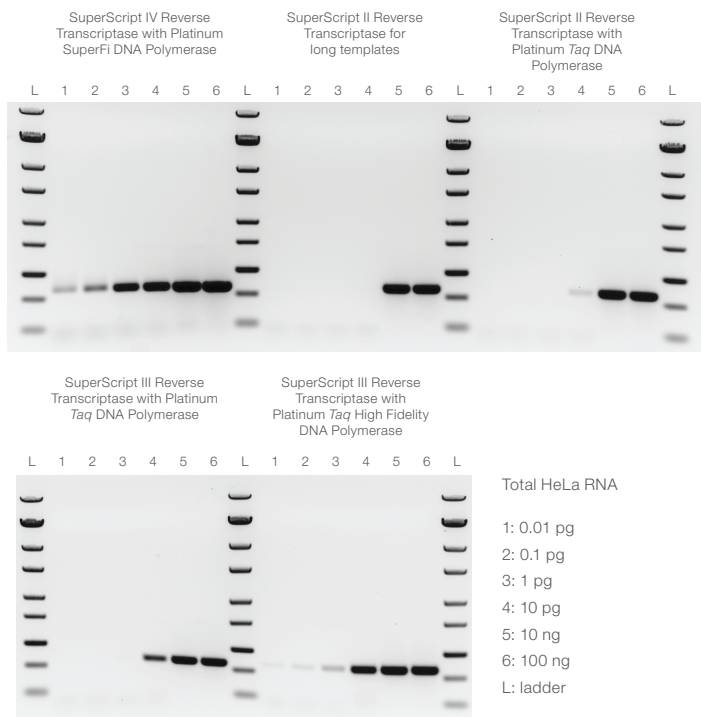 SuperScript IV Reverse
Transcriptase with Platinum
SuperFi DNA Polymerase
SuperScript II Reverse
Transcriptase for
long templates
SuperScript II Reverse
Transcriptase with
Platinum Taq DNA
Polymerase
L 1 2 3 4 5 6 L 1 2 3 4 5 6 L 1 2 3 4 5 6 L
SuperScript III Reverse
Transcriptase with Platinum
Taq DNA Polymerase
SuperScript III Reverse
Transcriptase with
Platinum Taq High Fidelity
DNA Polymerase
L 1 2 3 4 5 6 L 1 2 3 4 5 6 L
Total HeLa RNA
1: 0.01 pg
2: 0.1 pg
3: 1 pg
4: 10 pg
5: 10 ng
6: 100 ng
L: ladder